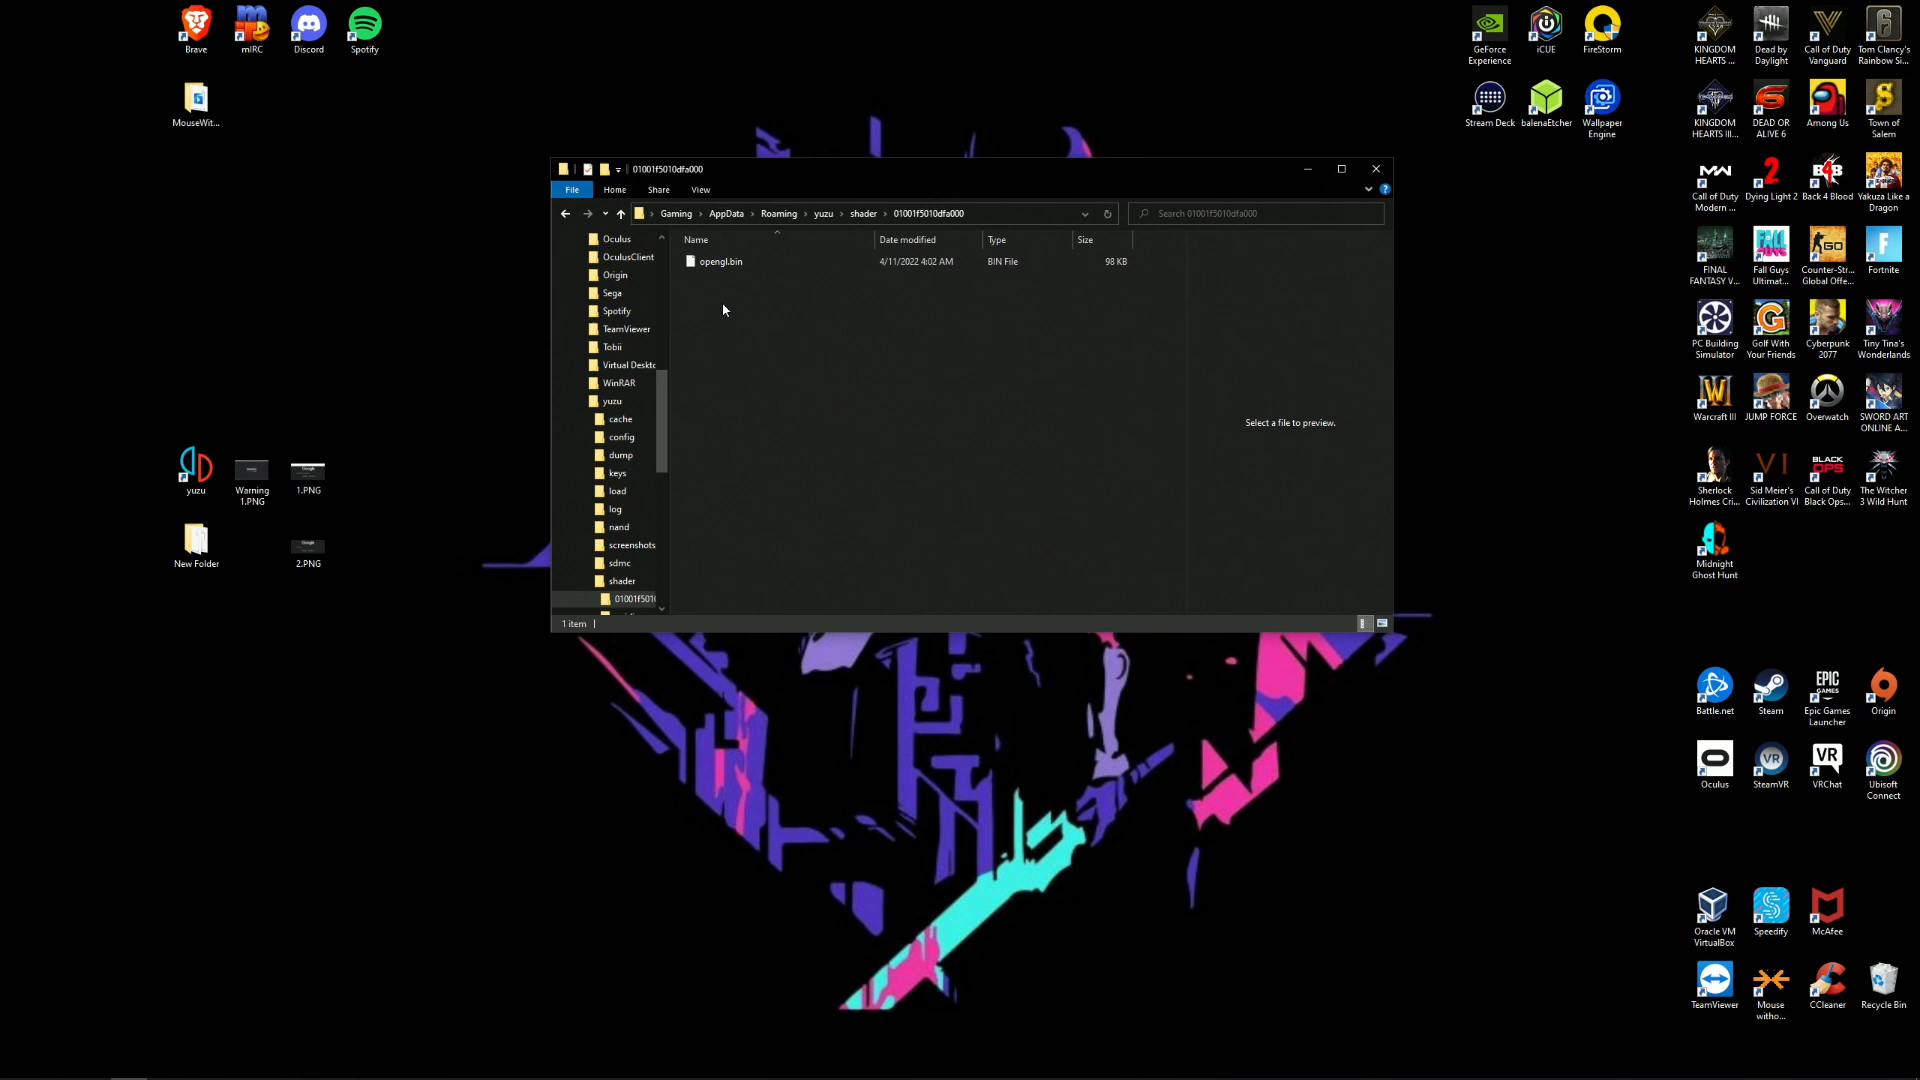 Brave
mIRC
Discord
Spotify
MouseWit...
GeForce
Experience
iCUE
FireStorm
KINGDOM
HEARTS ...
Dead by
Daylight
Call of Duty
Vanguard
Tom Clancy's
Rainbow Si...
Stream Deck
balenaEtcher
Wallpaper
Engine
KINGDOM
HEARTS III...
DEAD OR
ALIVE 6
Among Us
Town of
Salem
01001f5010dfa000
File
Home
Share
View
Gaming
AppData
Roaming
yuzu
shader
01001f5010dfa000
Search 01001f5010dfa000
Name
Date modified
Type
Size
opengl.bin
4/11/2022 4:02 AM
BIN File
98 KB
Oculus
OculusClient
Origin
Sega
Spotify
TeamViewer
Tobii
Virtual Deskto
WinRAR
yuzu
cache
config
dump
keys
load
log
nand
screenshots
sdmc
shader
01001f5010
Select a file to preview.
1 item
Call of Duty
Modern ...
Dying Light 2
Back 4 Blood
Yakuza Like a
Dragon
FINAL
FANTASY V...
Fall Guys
Ultimat...
Counter-Str...
Global Offe...
Fortnite
PC Building
Simulator
Golf With
Your Friends
Cyberpunk
2077
Tiny Tina's
Wonderlands
Warcraft III
JUMP FORCE
Overwatch
SWORD ART
ONLINE A...
Sherlock
Holmes Cri...
Sid Meier's
Civilization VI
Call of Duty
Black Ops...
The Witcher
3 Wild Hunt
Midnight
Ghost Hunt
yuzu
Warning
1.PNG
1.PNG
New Folder
2.PNG
Battle.net
Steam
Epic Games
Launcher
Origin
Oculus
SteamVR
VRChat
Ubisoft
Connect
Oracle VM
VirtualBox
Speedify
McAfee
TeamViewer
Mouse
witho...
CCleaner
Recycle Bin